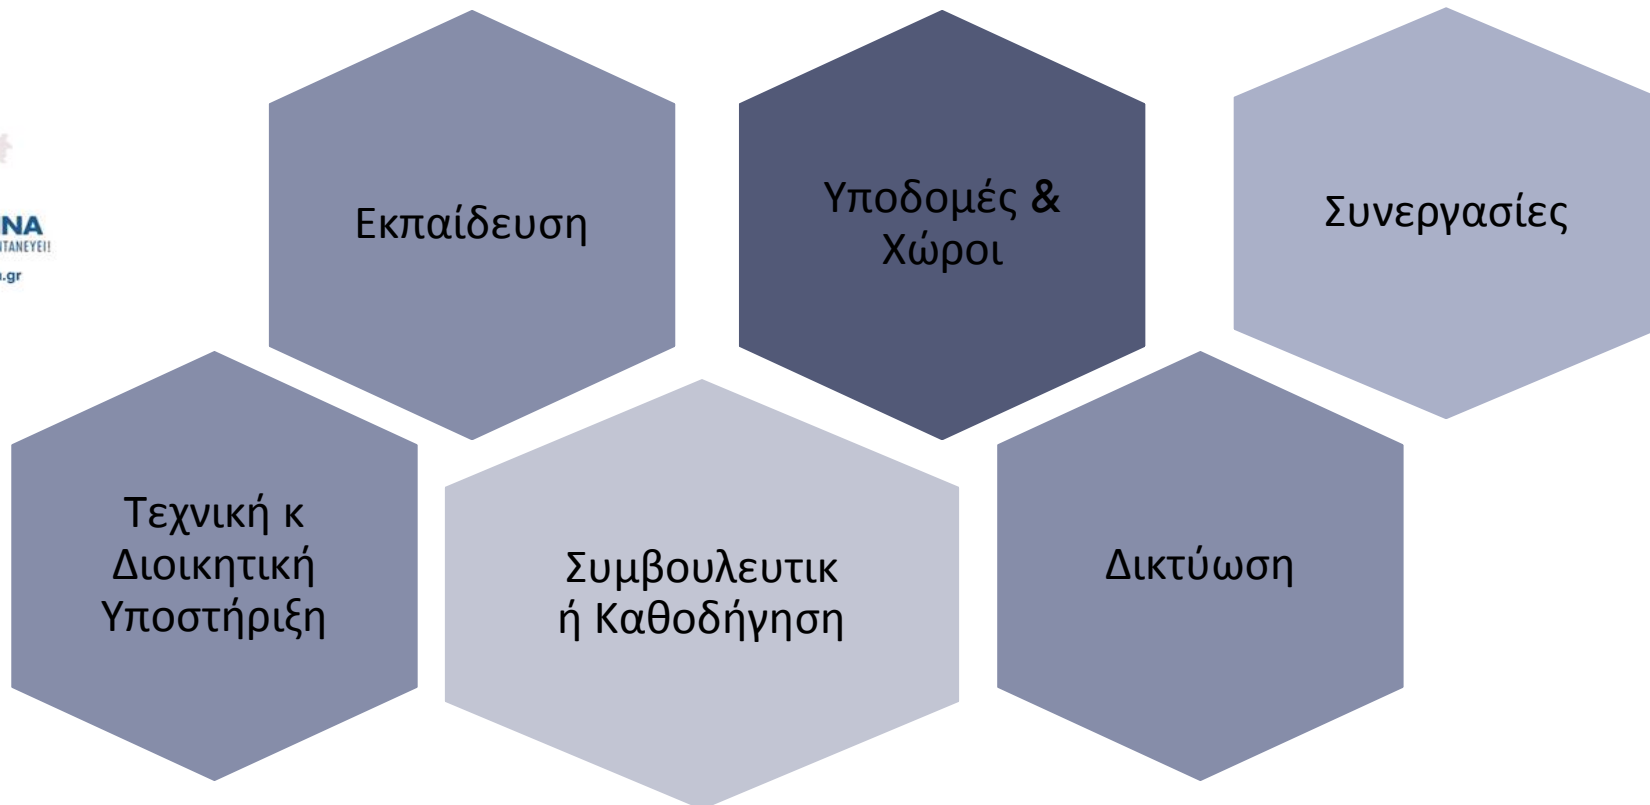 Εκπαίδευση
Υποδομές &
Χώροι
Συνεργασίες
Τεχνική κ
Διοικητική
Υποστήριξη
Συμβουλευτικ
ή Καθοδήγηση
Δικτύωση